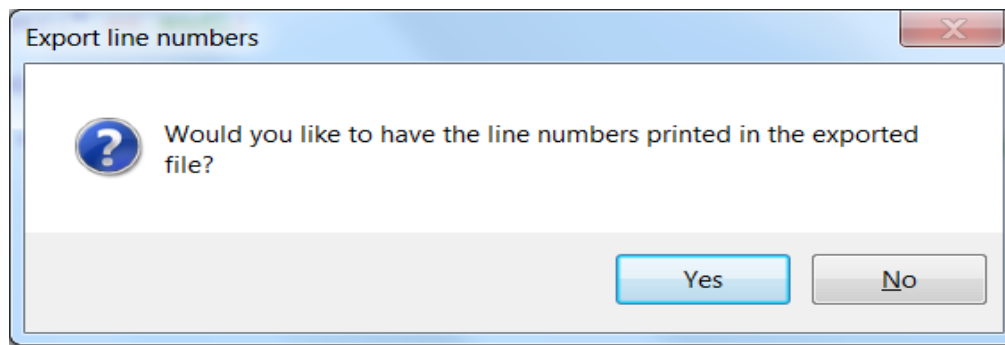 Export line numbers
Would you like to have the line numbers printed in the exported
file?
Yes
No